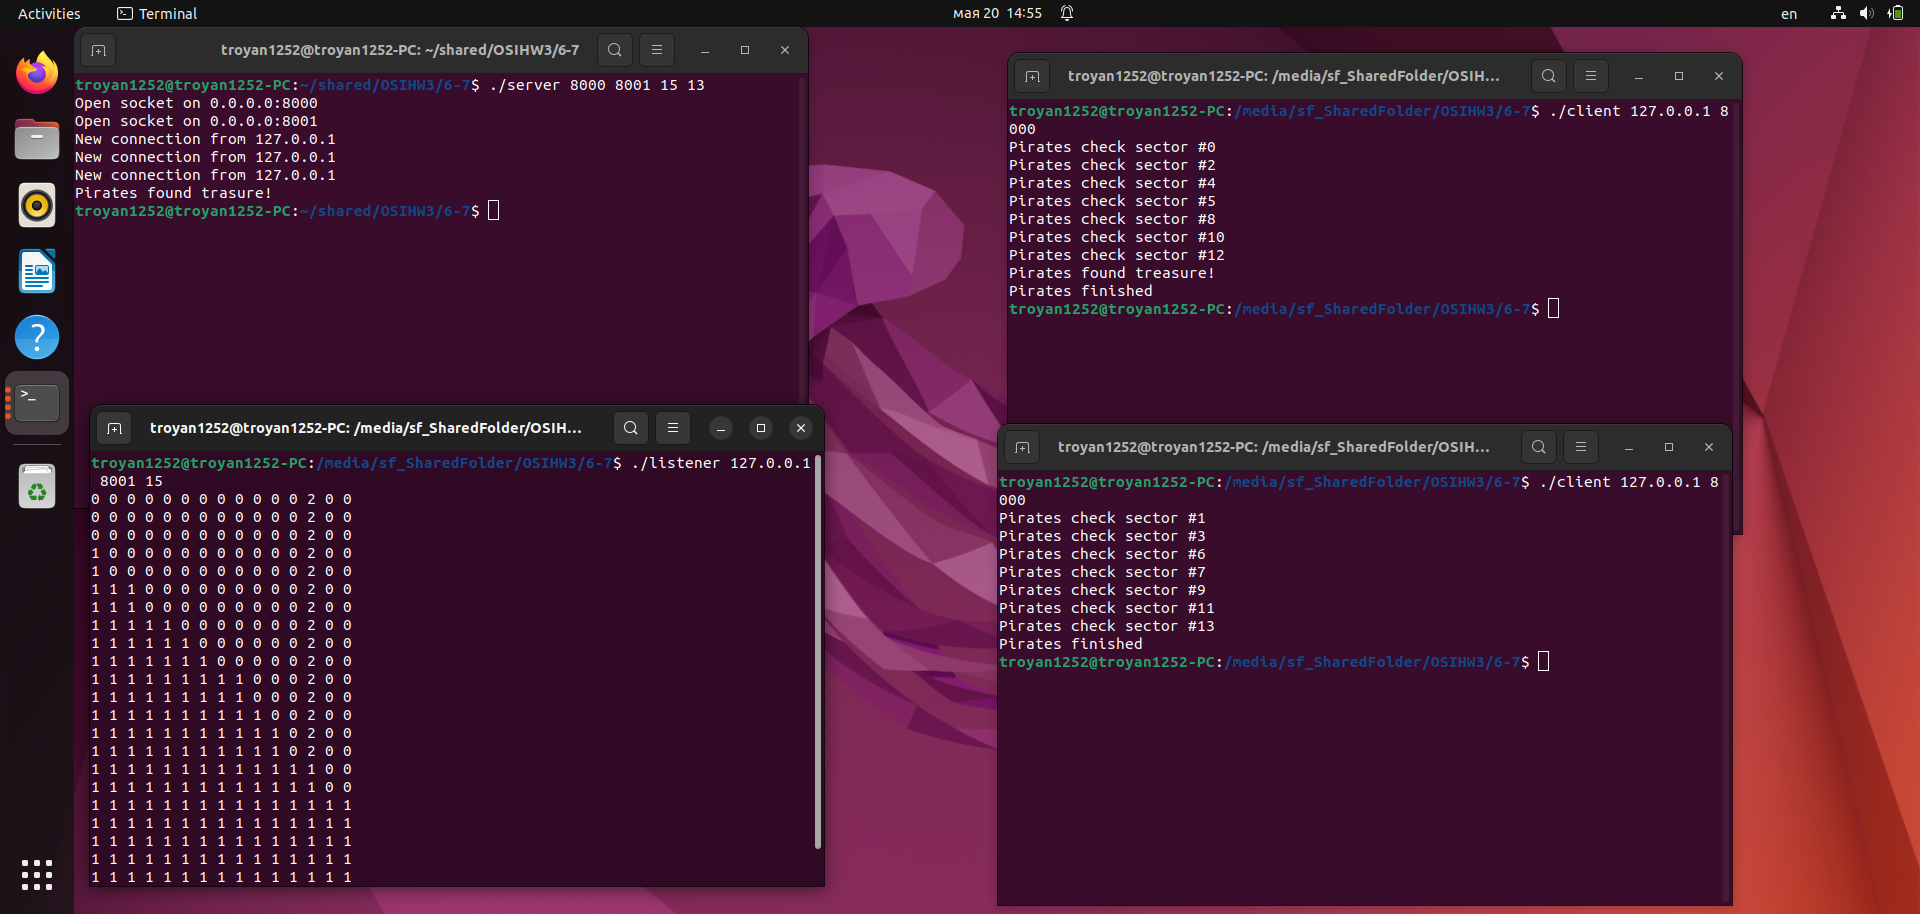 Activities
Terminal
мая 20 14:55
en
troyan1252@troyan1252-PC: ~/shared/OSIHW3/6-7
troyan1252@troyan1252-PC:~/shared/OSIHW3/6-7$ ./server 8000 8001 15 13
Open socket on 0.0.0.0:8000
Open socket on 0.0.0.0:8001
New connection from 127.0.0.1
New connection from 127.0.0.1
New connection from 127.0.0.1
Pirates found trasure!
troyan1252@troyan1252-PC:~/shared/OSIHW3/6-7$
troyan1252@troyan1252-PC: /media/sf_SharedFolder/OSIH...
troyan1252@troyan1252-PC:/media/sf_SharedFolder/OSIHW3/6-7$ ./client 127.0.0.1 8
000
Pirates check sector #0
Pirates check sector #2
Pirates check sector #4
Pirates check sector #5
Pirates check sector #8
Pirates check sector #10
Pirates check sector #12
Pirates found treasure!
Pirates finished
troyan1252@troyan1252-PC:/media/sf_SharedFolder/OSIHW3/6-7$
troyan1252@troyan1252-PC: /media/sf_SharedFolder/OSIH...
troyan1252@troyan1252-PC:/media/sf_SharedFolder/OSIHW3/6-7$ ./listener 127.0.0.1
8001 15
0 0 0 0 0 0 0 0 0 0 0 0 2 0 0
0 0 0 0 0 0 0 0 0 0 0 0 2 0 0
0 0 0 0 0 0 0 0 0 0 0 0 2 0 0
1 0 0 0 0 0 0 0 0 0 0 0 2 0 0
1 0 0 0 0 0 0 0 0 0 0 0 2 0 0
1 1 1 0 0 0 0 0 0 0 0 0 2 0 0
1 1 1 0 0 0 0 0 0 0 0 0 2 0 0
1 1 1 1 1 0 0 0 0 0 0 0 2 0 0
1 1 1 1 1 1 0 0 0 0 0 0 2 0 0
1 1 1 1 1 1 1 0 0 0 0 0 2 0 0
1 1 1 1 1 1 1 1 1 0 0 0 2 0 0
1 1 1 1 1 1 1 1 1 0 0 0 2 0 0
1 1 1 1 1 1 1 1 1 1 0 0 2 0 0
1 1 1 1 1 1 1 1 1 1 1 0 2 0 0
1 1 1 1 1 1 1 1 1 1 1 0 2 0 0
1 1 1 1 1 1 1 1 1 1 1 1 1 0 0
1 1 1 1 1 1 1 1 1 1 1 1 1 0 0
1 1 1 1 1 1 1 1 1 1 1 1 1 1 1
1 1 1 1 1 1 1 1 1 1 1 1 1 1 1
1 1 1 1 1 1 1 1 1 1 1 1 1 1 1
1 1 1 1 1 1 1 1 1 1 1 1 1 1 1
1 1 1 1 1 1 1 1 1 1 1 1 1 1 1
troyan1252@troyan1252-PC: /media/sf_SharedFolder/OSIH...
troyan1252@troyan1252-PC:/media/sf_SharedFolder/OSIHW3/6-7$ ./client 127.0.0.1 8
000
Pirates check sector #1
Pirates check sector #3
Pirates check sector #6
Pirates check sector #7
Pirates check sector #9
Pirates check sector #11
Pirates check sector #13
Pirates finished
troyan1252@troyan1252-PC:/media/sf_SharedFolder/OSIHW3/6-7$